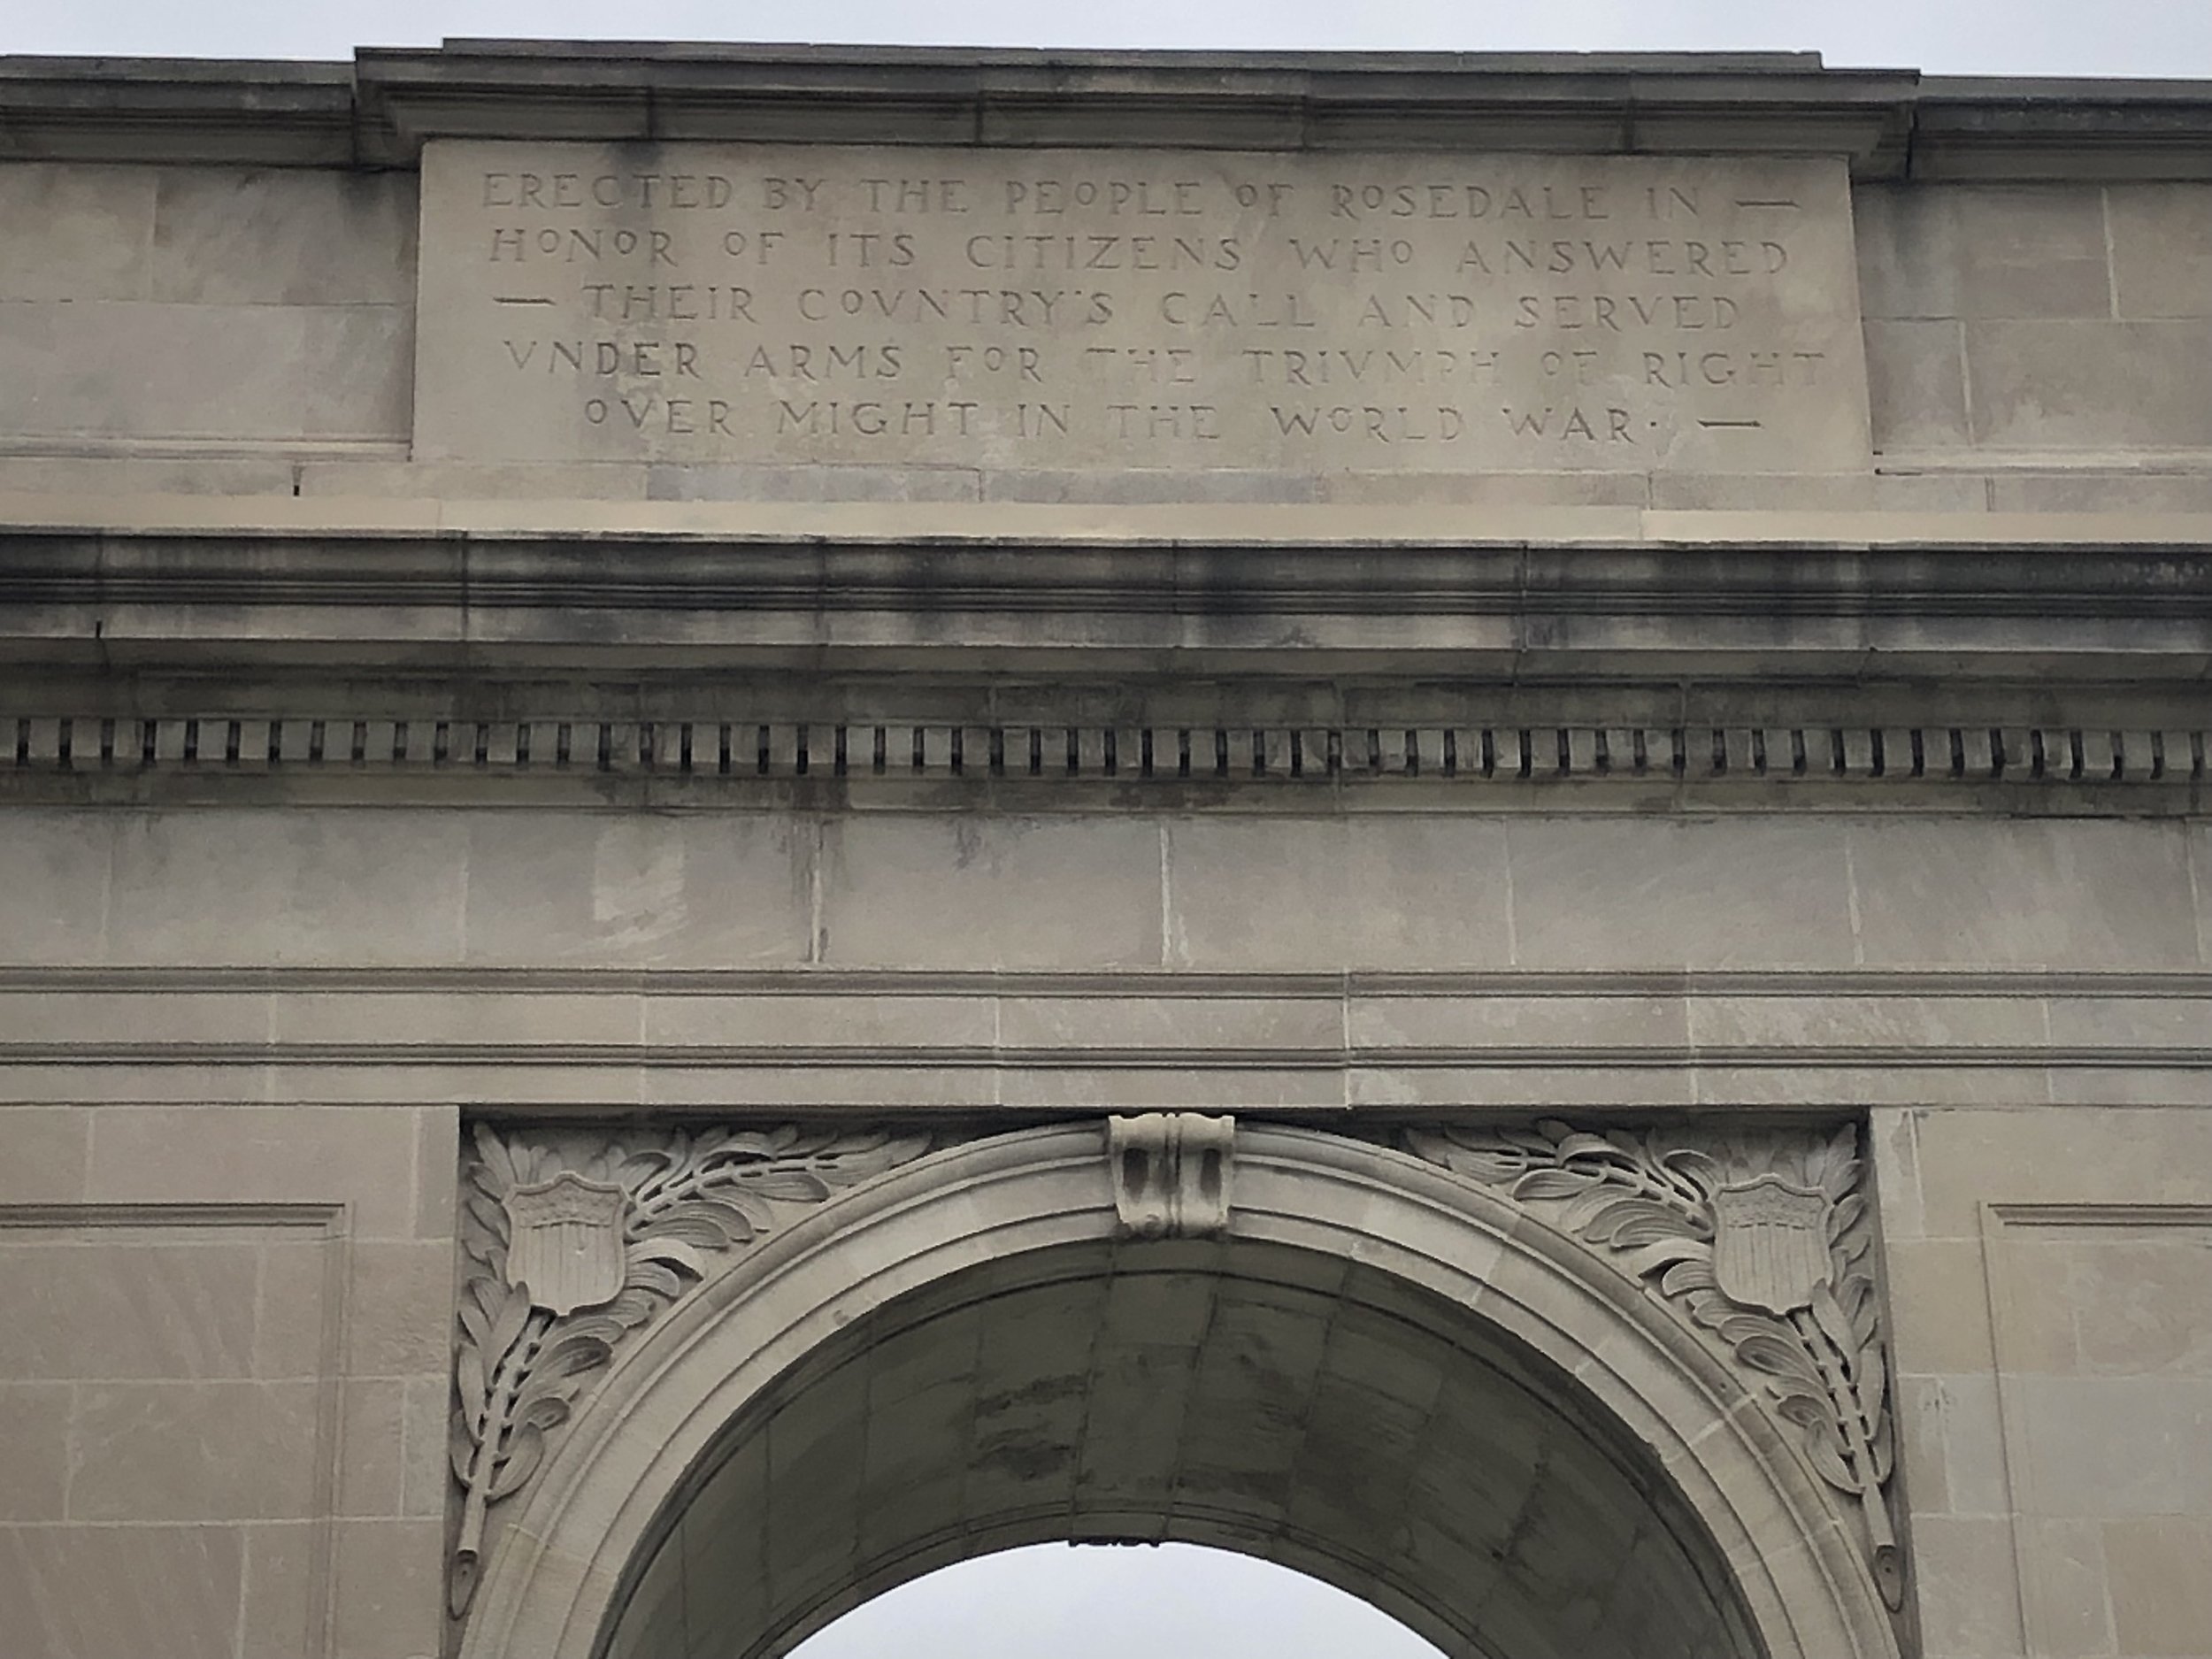 ERECTED BY THE PEOPLE OF ROSEDALE IN —
HONOR OF ITS CITIZENS WHO ANSWERED
— THEIR COVNTRY'S CALL AND SERVED
VNDER ARMS FOR THE TRIVMPH OF RIGHT
OVER MIGHT IN THE WORLD WAR· —